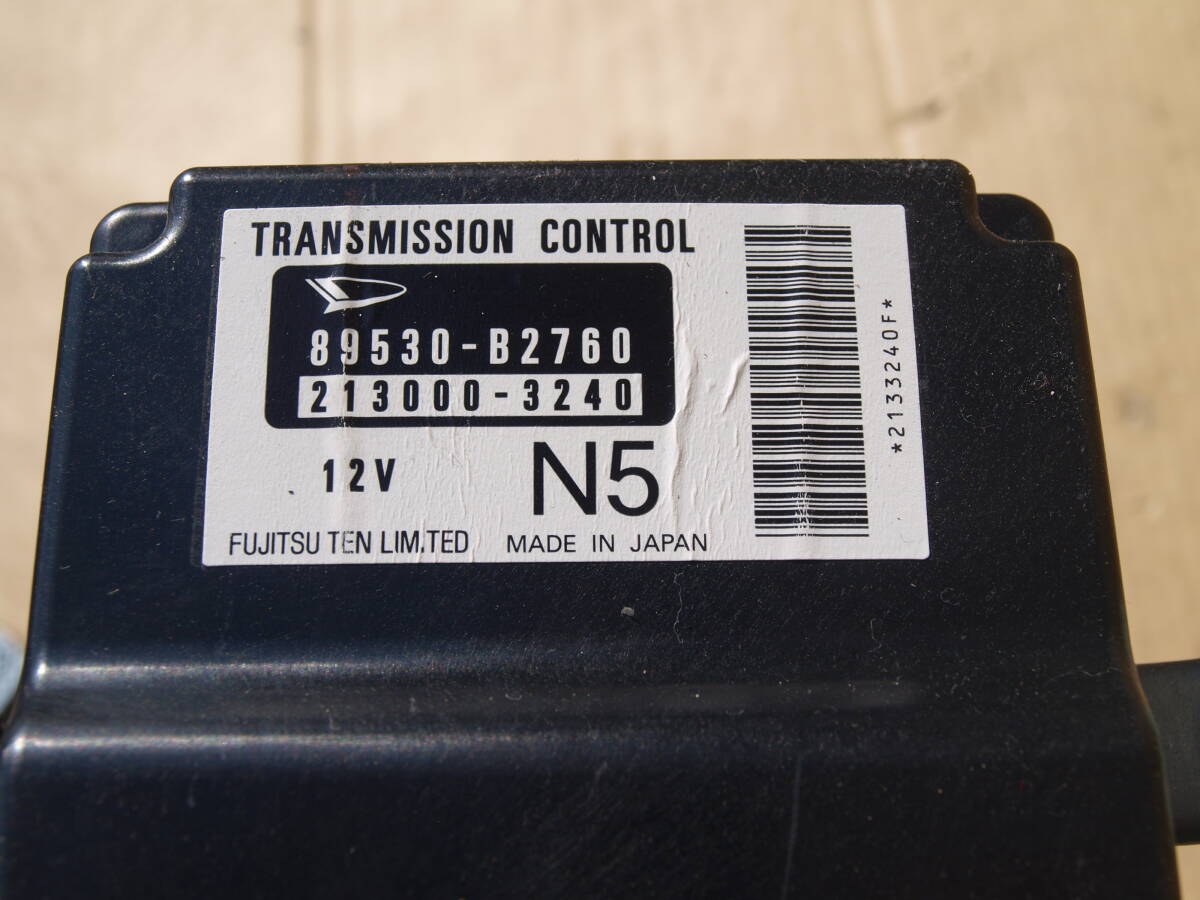 TRANSMISSION CONTROL
89530-B2760
213000-3240
12V N5
FUJITSU TEN LIMITED MADE IN JAPAN
*2133240F*